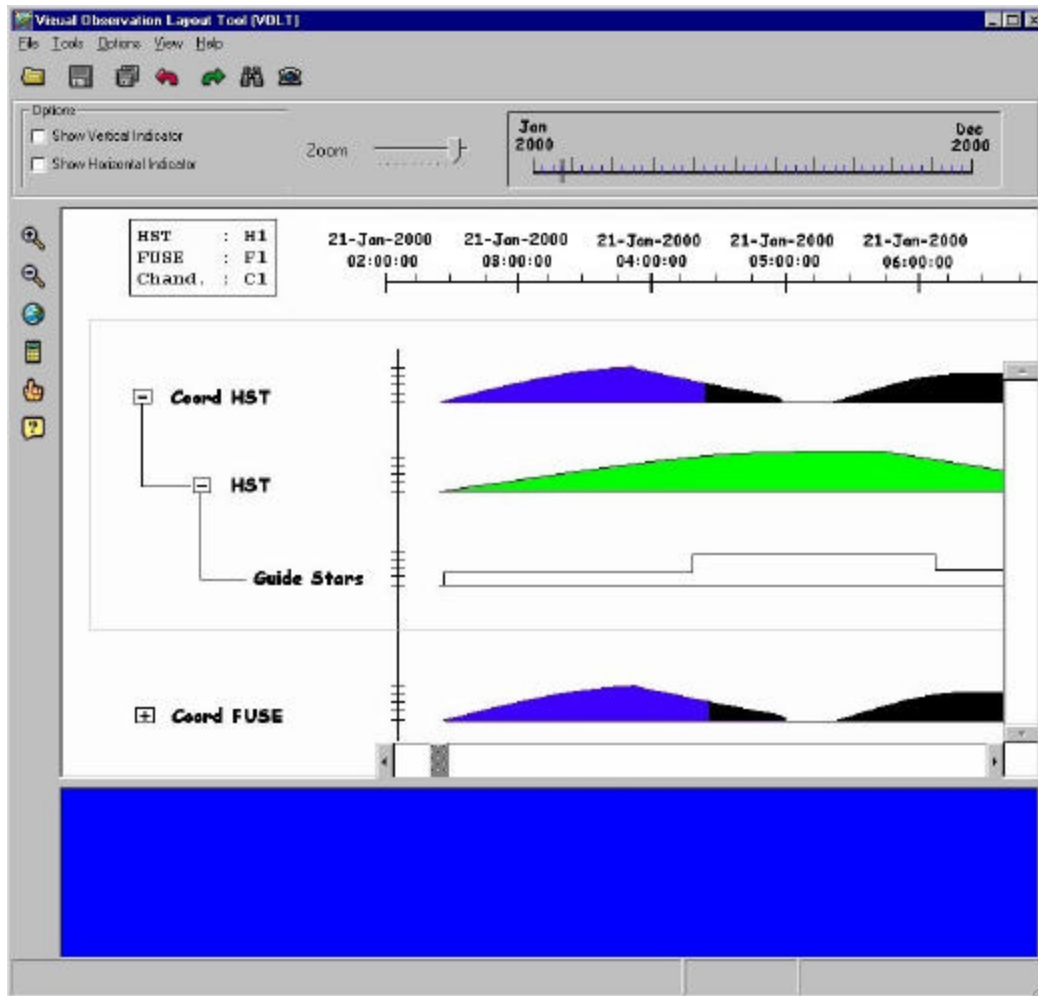 Visual Observation Layout Tool (VOLT)
File Tools Options View Help
Options
Show Vertical Indicator
Show Horizontal Indicator
Zoom
Jan Dec
2000 2000
HST : H1
FUSE : F1
Chand. : C1
21-Jan-2000 21-Jan-2000 21-Jan-2000 21-Jan-2000 21-Jan-2000
02:00:00 03:00:00 04:00:00 05:00:00 06:00:00
Coord HST
HST
Guide Stars
Coord FUSE